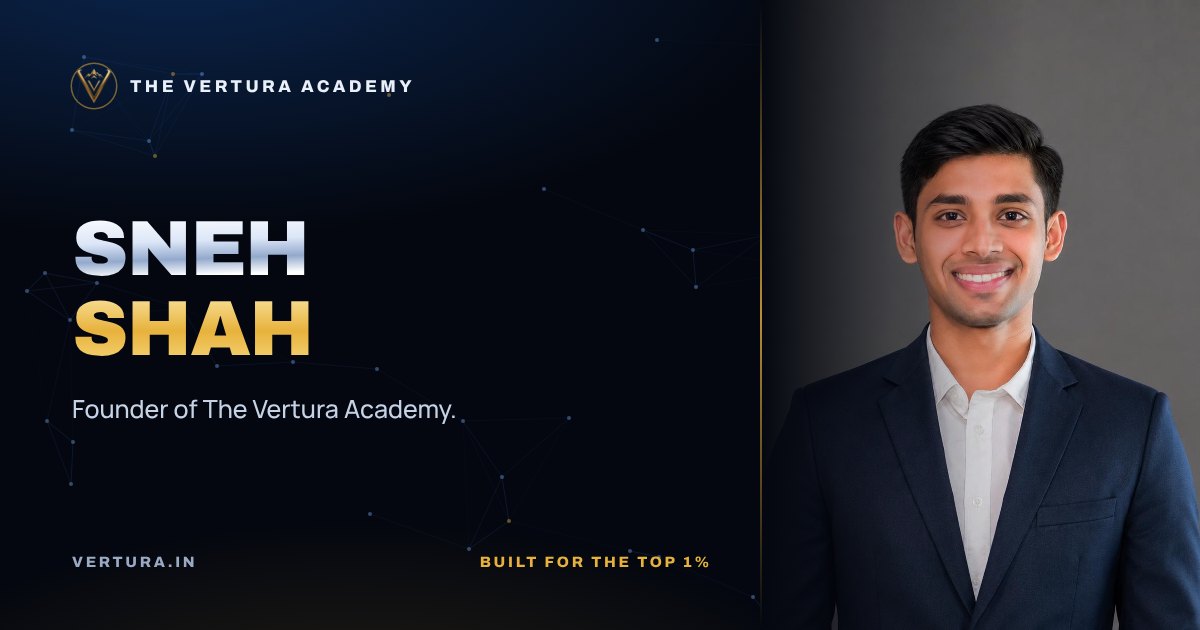 THE VERTURA ACADEMY
SNEH
SHAH
Founder of The Vertura Academy.
VERTURA.IN
BUILT FOR THE TOP 1%